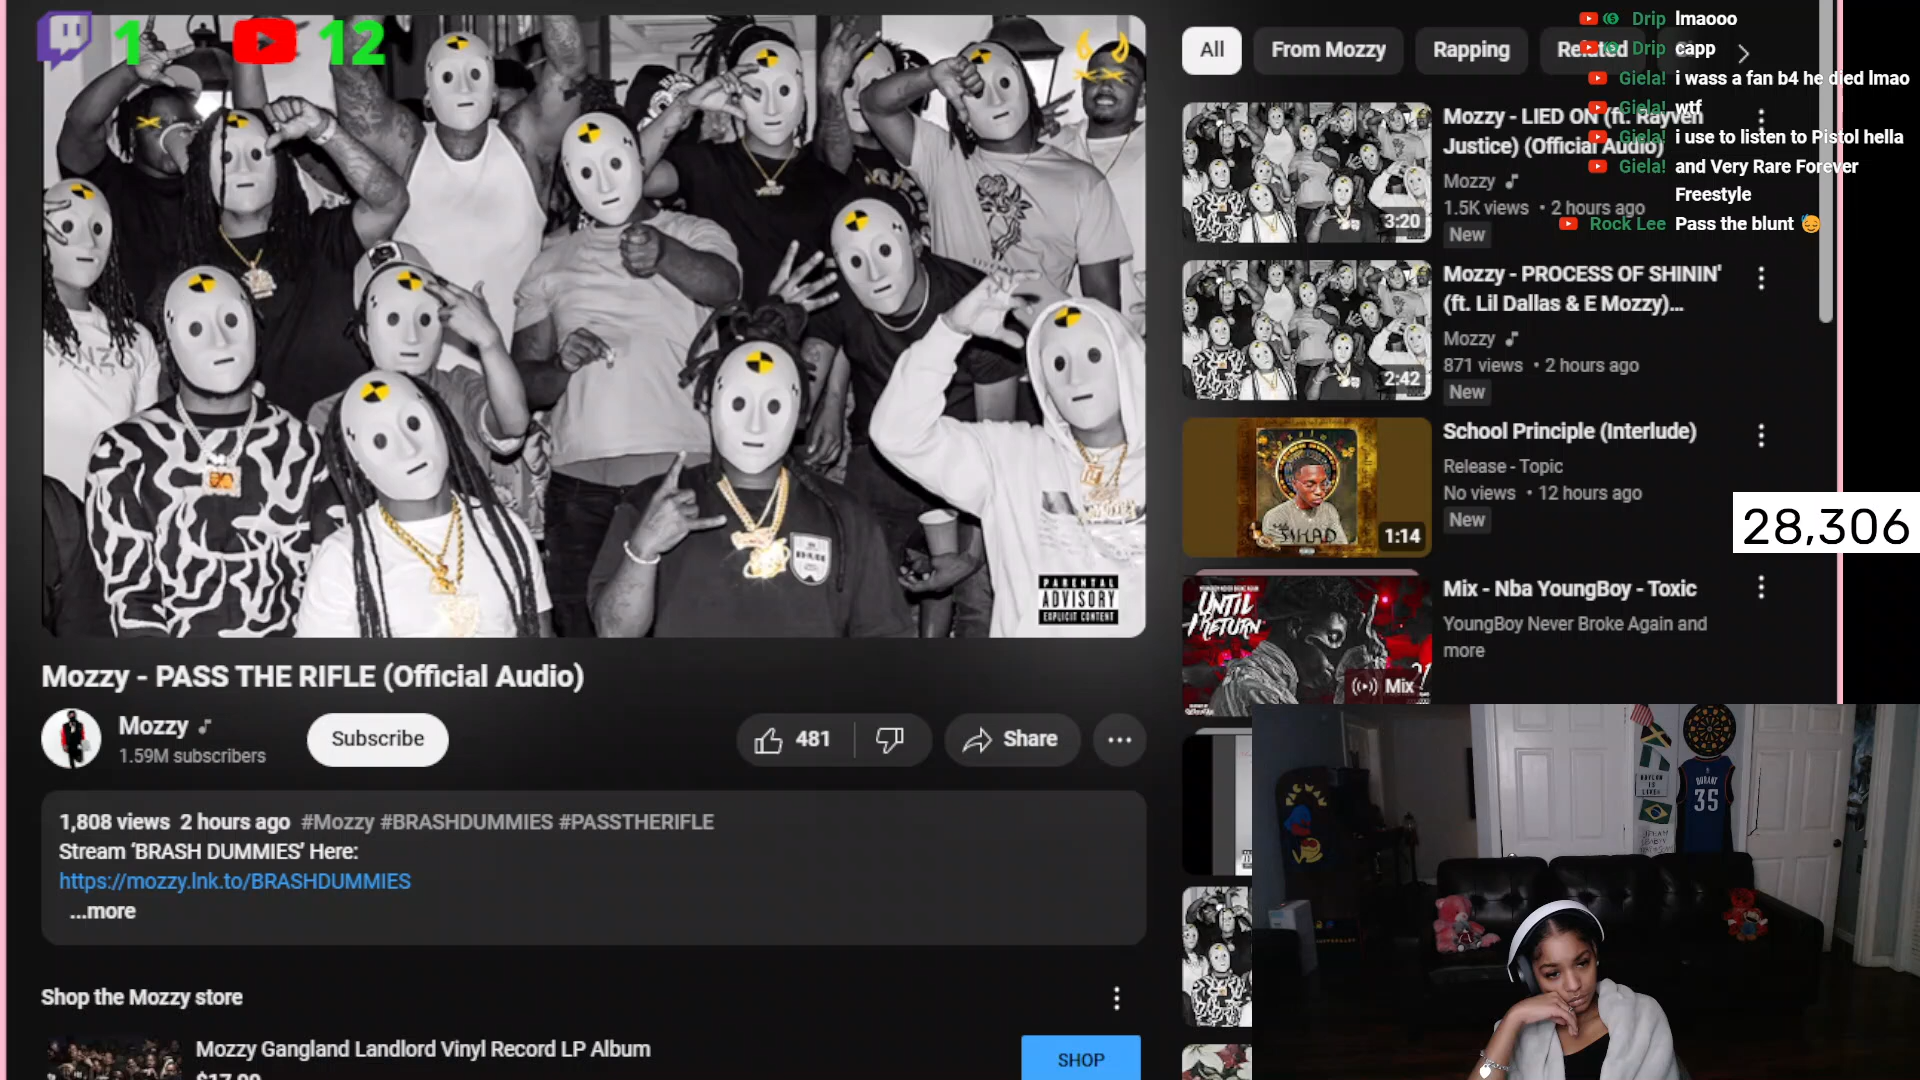 1
12
PARENTAL
ADVISORY
EXPLICIT CONTENT
Mozzy - PASS THE RIFLE (Official Audio)
Mozzy
1.59M subscribers
Subscribe
481
Share
1,808 views 2 hours ago #Mozzy #BRASHDUMMIES #PASSTHERIFLE
Stream ‘BRASH DUMMIES’ Here:
https://mozzy.lnk.to/BRASHDUMMIES
...more
Shop the Mozzy store
Mozzy Gangland Landlord Vinyl Record LP Album
SHOP
All
From Mozzy
Rapping
Related
Mozzy - LIED ON (ft. Rayven
Justice) (Official Audio)
Mozzy
1.5K views • 2 hours ago
New
3:20
Mozzy - PROCESS OF SHININ'
(ft. Lil Dallas & E Mozzy)...
Mozzy
871 views • 2 hours ago
New
2:42
School Principle (Interlude)
Release - Topic
No views • 12 hours ago
New
1:14
Mix - Nba YoungBoy - Toxic
YoungBoy Never Broke Again and
more
UNTIL
I RETURN
Mix
Drip lmaooo
Drip capp
Giela! i wass a fan b4 he died lmao
Giela! wtf
Giela! i use to listen to Pistol hella
Giela! and Very Rare Forever
Freestyle
Rock Lee Pass the blunt 😌
28,306
PAC-MAN
DURANT
35